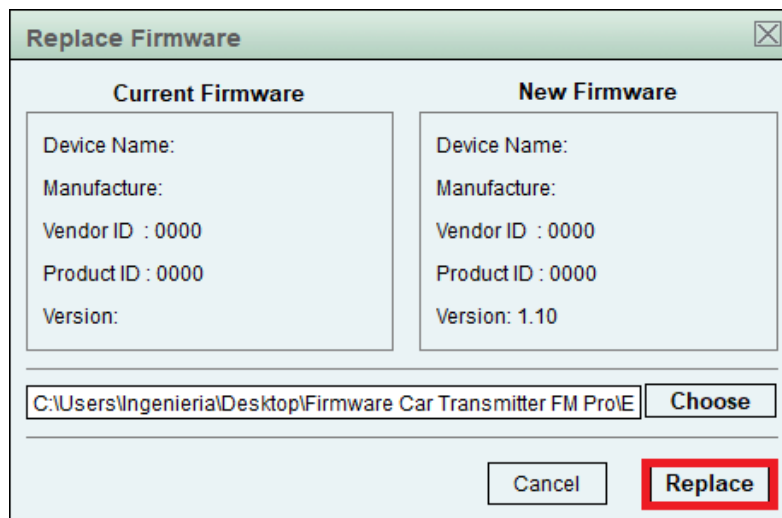 Replace Firmware
Current Firmware
Device Name:
Manufacture:
Vendor ID : 0000
Product ID : 0000
Version:
New Firmware
Device Name:
Manufacture:
Vendor ID : 0000
Product ID : 0000
Version: 1.10
C:\Users\Ingenieria\Desktop\Firmware Car Transmitter FM Pro\E
Choose
Cancel
Replace